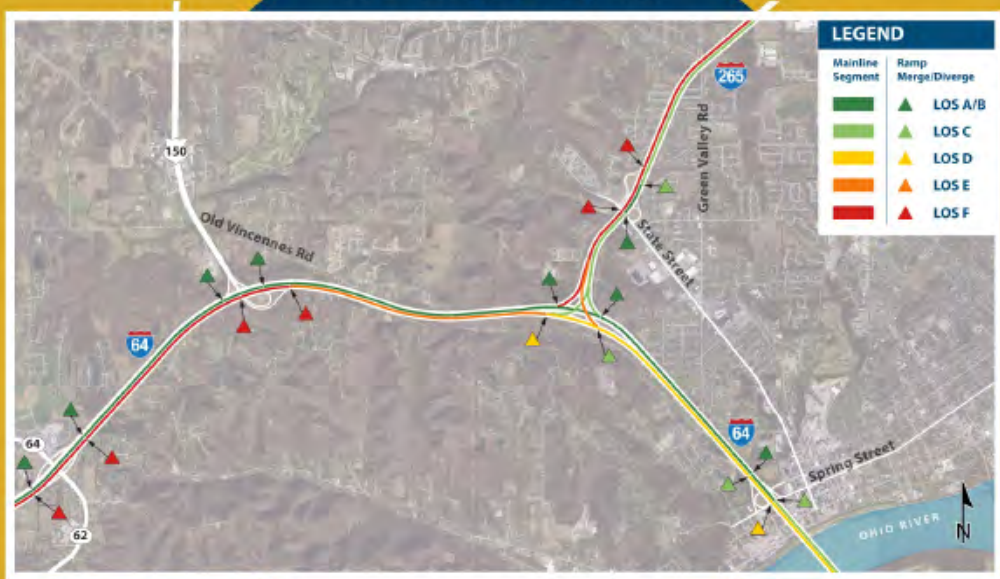 LEGEND
Mainline Segment
Ramp Merge/Diverge
LOS A/B
LOS C
LOS D
LOS E
LOS F
265
Green Valley Rd
150
Old Vincennes Rd
State Street
64
64
64
62
Spring Street
OHIO RIVER
N